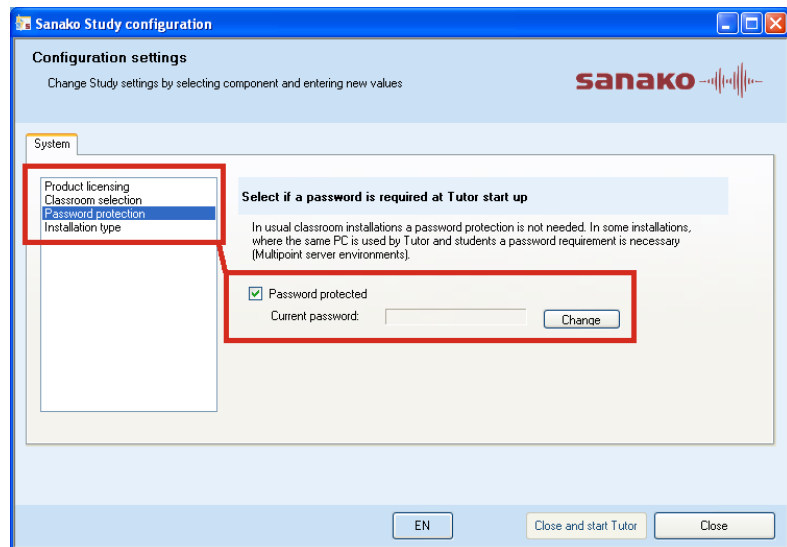 Sanako Study configuration
Configuration settings
Change Study settings by selecting component and entering new values
sanako
System
Product licensing
Classroom selection
Password protection
Installation type
Select if a password is required at Tutor start up
In usual classroom installations a password protection is not needed. In some installations,
where the same PC is used by Tutor and students a password requirement is necessary
(Multipoint server environments).
Password protected
Current password:
Change
EN
Close and start Tutor
Close